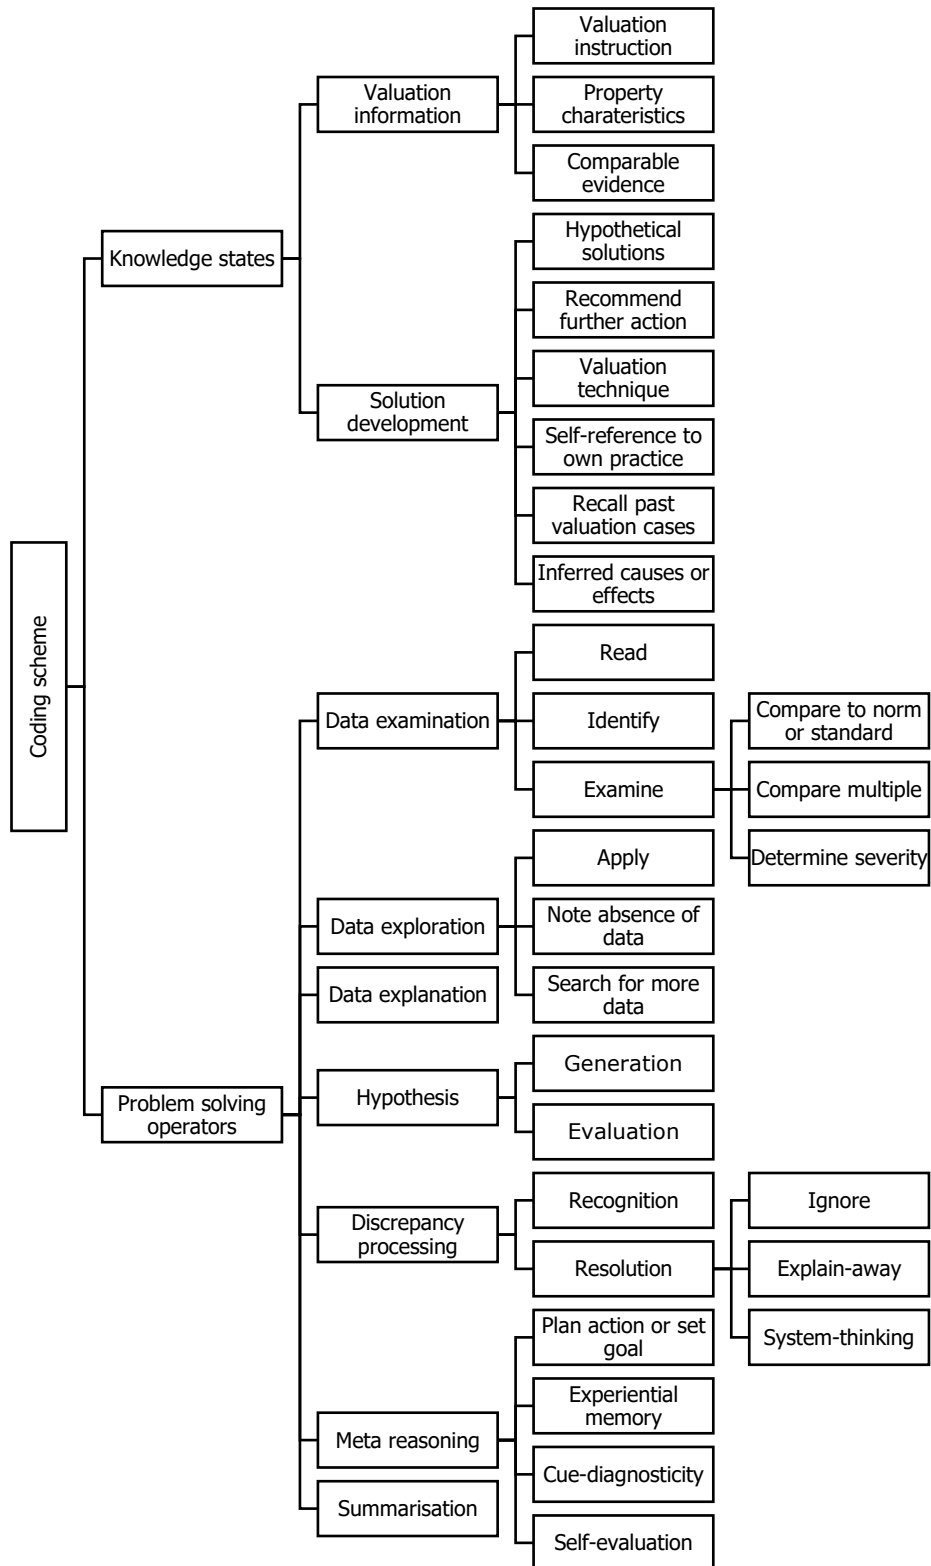 Coding scheme
Knowledge states
Valuation
information
Valuation
instruction
Property
charateristics
Comparable
evidence
Solution
development
Hypothetical
solutions
Recommend
further action
Valuation
technique
Self-reference to
own practice
Recall past
valuation cases
Inferred causes or
effects
Problem solving
operators
Data examination
Read
Identify
Examine
Compare to norm
or standard
Compare multiple
Determine severity
Data exploration
Apply
Note absence of
data
Search for more
data
Data explanation
Hypothesis
Generation
Evaluation
Discrepancy
processing
Recognition
Resolution
Ignore
Explain-away
System-thinking
Meta reasoning
Plan action or set
goal
Experiential
memory
Cue-diagnosticity
Self-evaluation
Summarisation